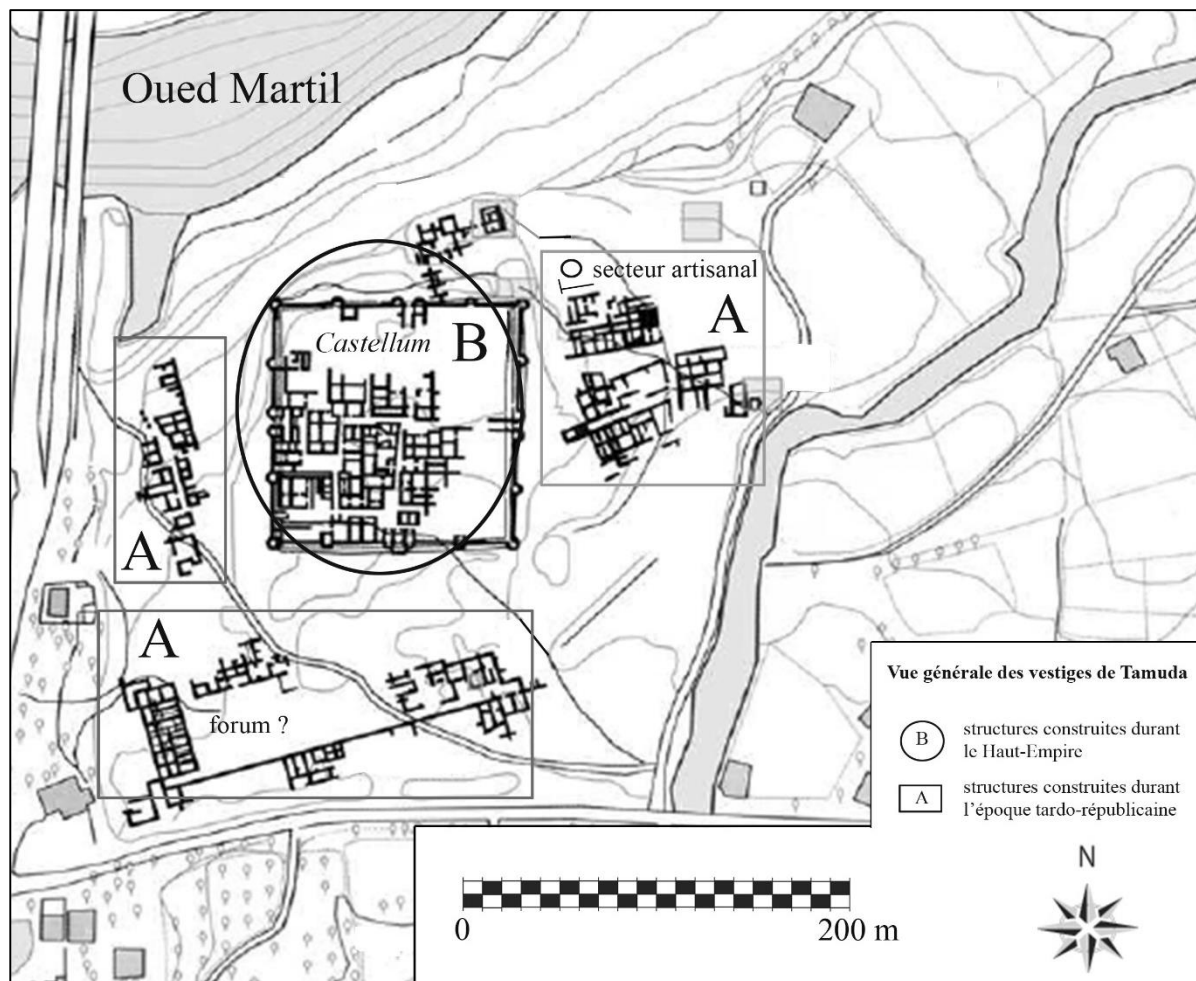 Oued Martil
secteur artisanal
A
Castellum B
A
A
forum ?
Vue générale des vestiges de Tamuda
B structures construites durant
le Haut-Empire
A structures construites durant
l'époque tardo-républicaine
N
0 200 m